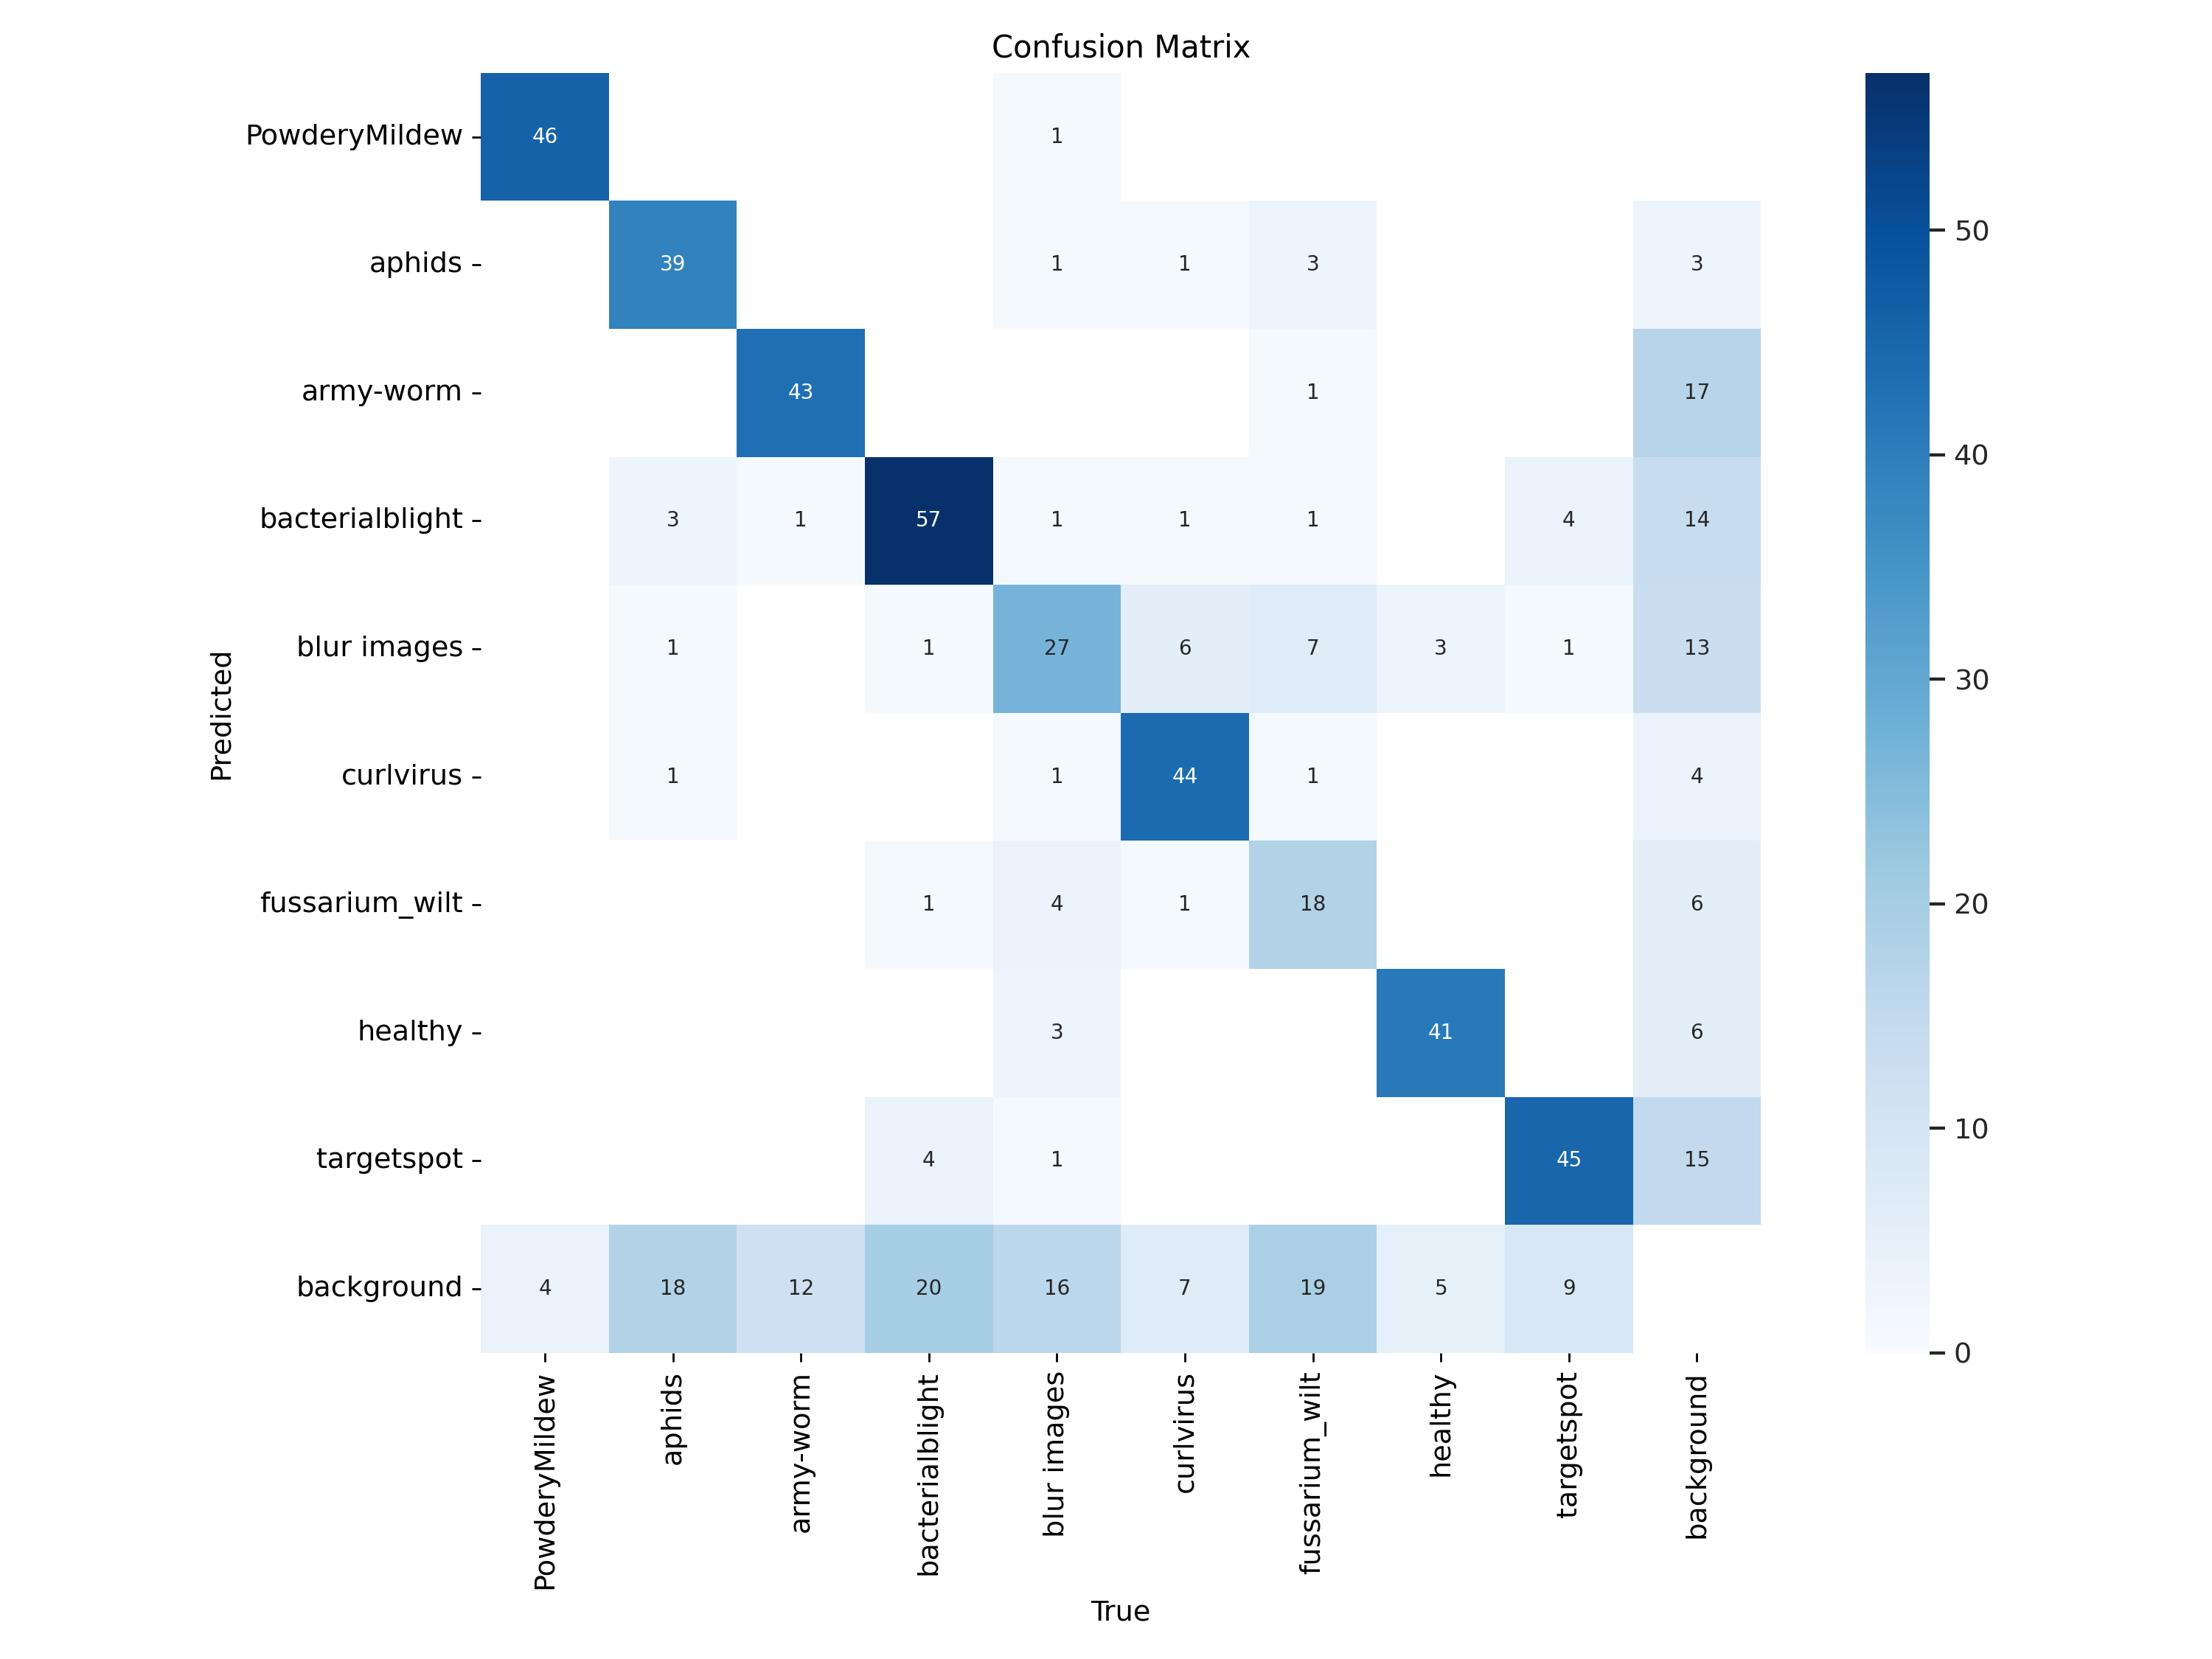 Confusion Matrix
PowderyMildew 46 1
aphids 39 1 1 3 3
army-worm 43 1 17
bacterialblight 3 1 57 1 1 1 4 14
blur images 1 1 27 6 7 3 1 13
curlvirus 1 1 44 1 4
fussarium_wilt 1 4 1 18 6
healthy 3 41 6
targetspot 4 1 45 15
background 4 18 12 20 16 7 19 5 9
Predicted
PowderyMildew
aphids
army-worm
bacterialblight
blur images
curlvirus
fussarium_wilt
healthy
targetspot
background
True
50
40
30
20
10
0